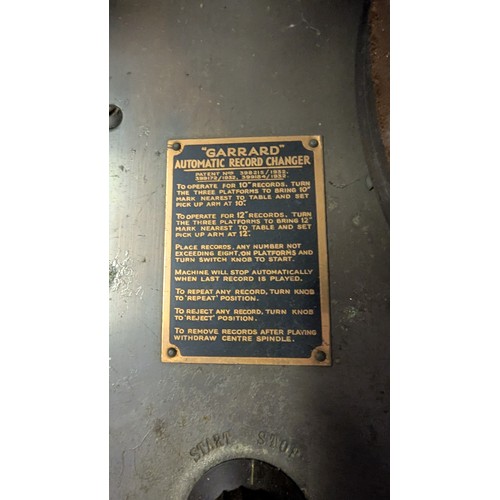 "GARRARD"
AUTOMATIC RECORD CHANGER
TO OPERATE FOR 10" RECORDS, TURN
THE THREE PLATFORMS TO BRING 10"
MARK NEAREST TO TABLE AND SET
PICK UP ARM AT 10".
TO OPERATE FOR 12" RECORDS, TURN
THE THREE PLATFORMS TO BRING 12"
MARK NEAREST TO TABLE AND SET
PICK UP ARM AT 12".
PLACE RECORDS, ANY NUMBER NOT
EXCEEDING EIGHT, ON PLATFORMS AND
TURN SWITCH KNOB TO START.
MACHINE WILL STOP AUTOMATICALLY
WHEN LAST RECORD IS PLAYED.
TO REPEAT ANY RECORD, TURN KNOB
TO 'REPEAT' POSITION.
TO REJECT ANY RECORD, TURN KNOB
TO 'REJECT' POSITION.
TO REMOVE RECORDS AFTER PLAYING
WITHDRAW CENTRE SPINDLE.
START STOP